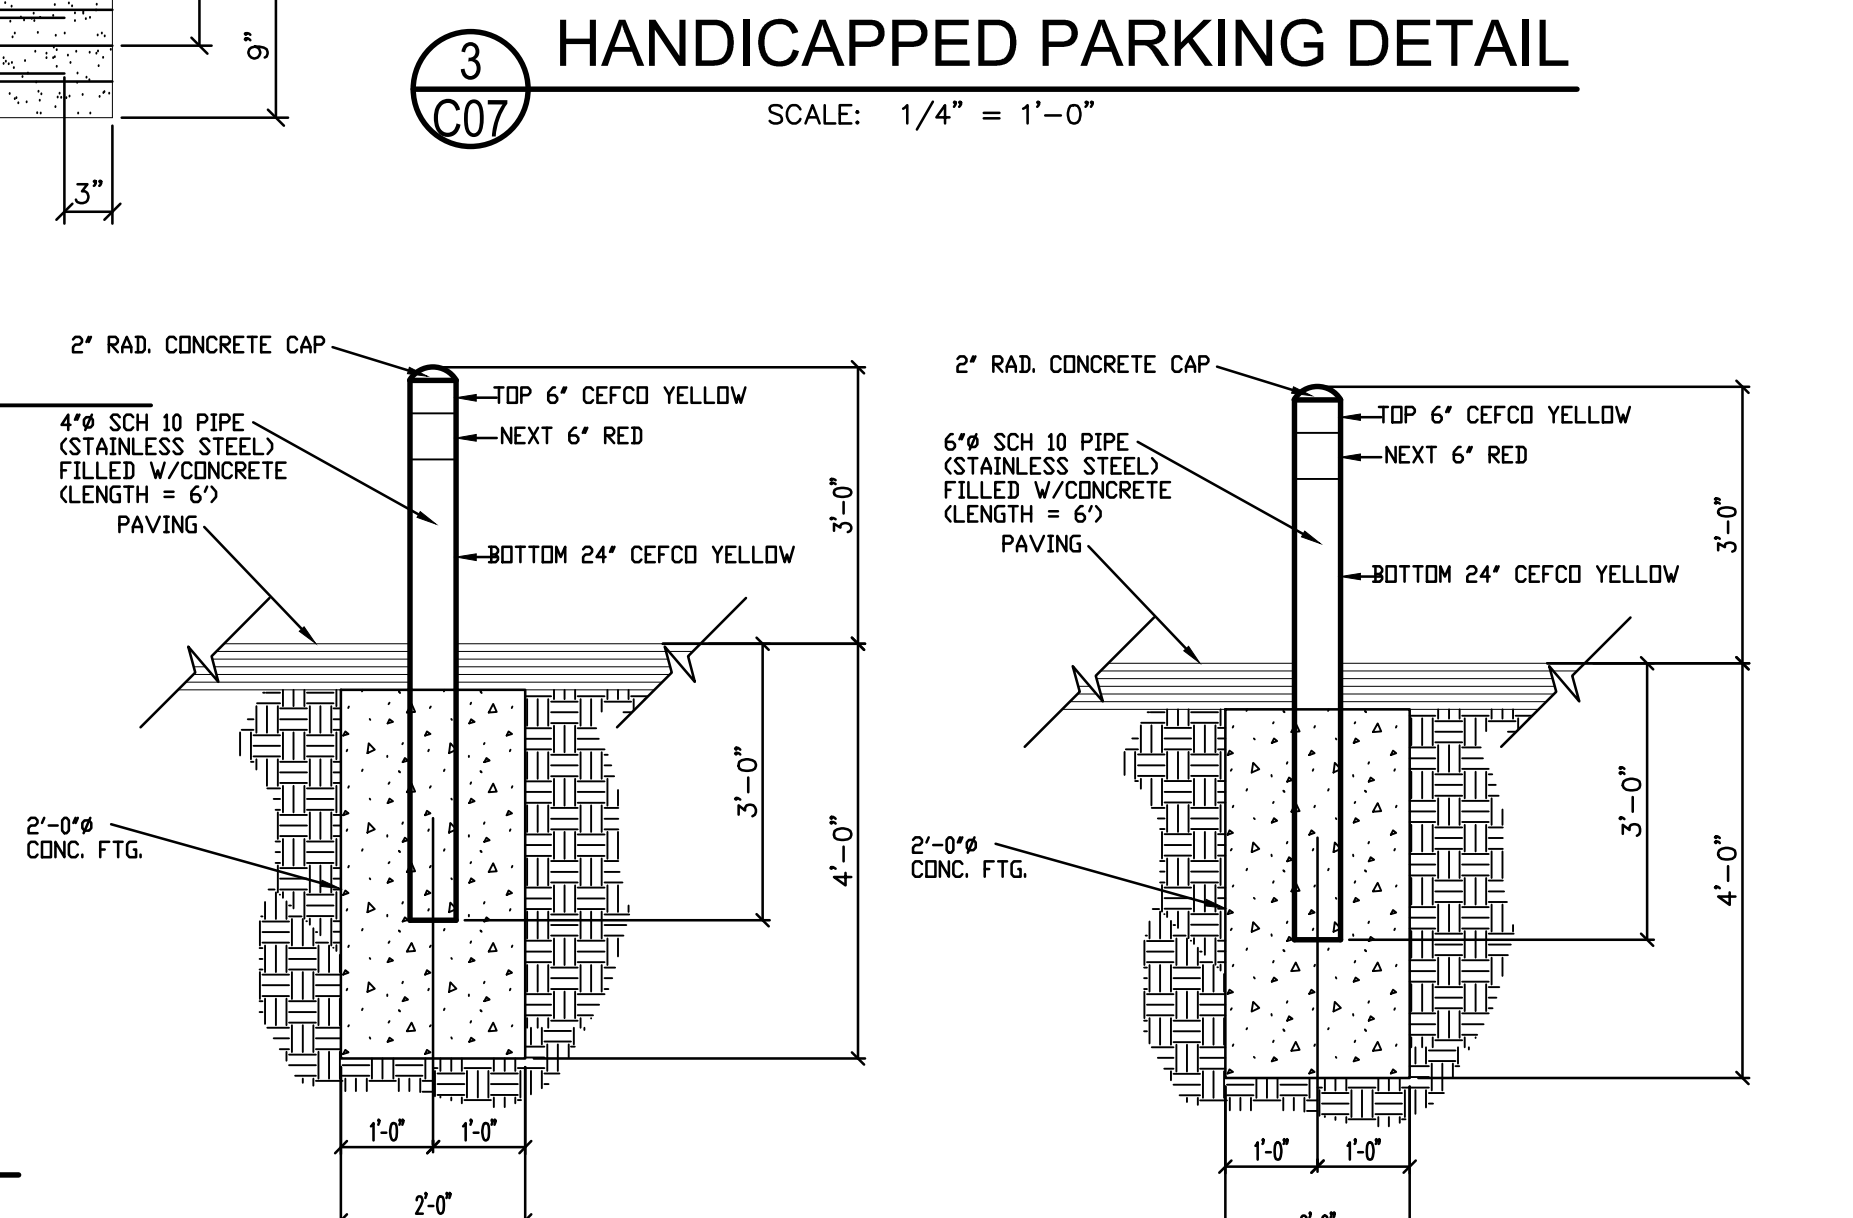 9"
3"
3
C07
HANDICAPPED PARKING DETAIL
SCALE: 1/4" = 1'-0"
2" RAD. CONCRETE CAP
TOP 6" CEFCO YELLOW
4"Ø SCH 10 PIPE
(STAINLESS STEEL)
FILLED W/CONCRETE
(LENGTH = 6')
NEXT 6" RED
PAVING
BOTTOM 24" CEFCO YELLOW
3'-0"
3'-0"
4'-0"
2'-0"Ø
CONC. FTG.
1'-0"
1'-0"
2'-0"
2" RAD. CONCRETE CAP
TOP 6" CEFCO YELLOW
6"Ø SCH 10 PIPE
(STAINLESS STEEL)
FILLED W/CONCRETE
(LENGTH = 6')
NEXT 6" RED
PAVING
BOTTOM 24" CEFCO YELLOW
3'-0"
3'-0"
4'-0"
2'-0"Ø
CONC. FTG.
1'-0"
1'-0"